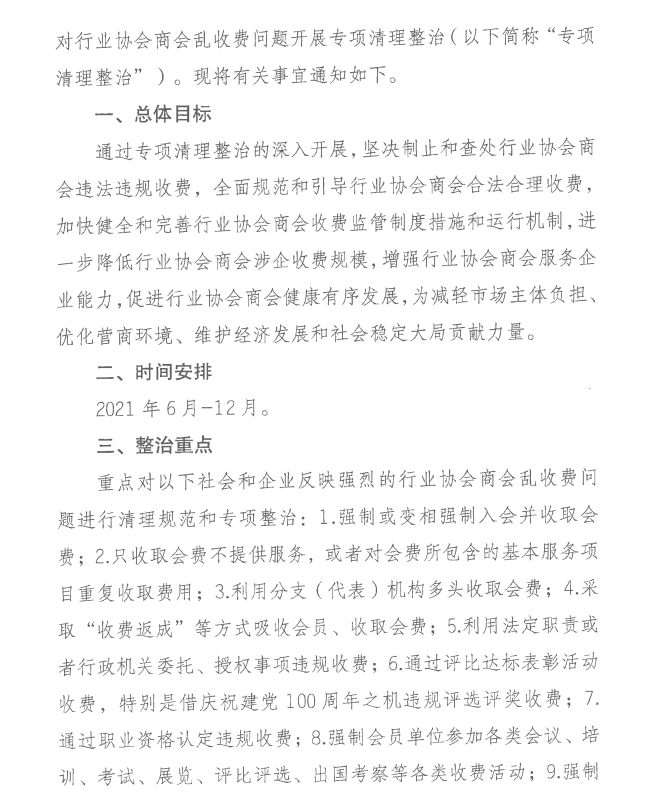 对行业协会商会乱收费问题开展专项清理整治(以下简称“专项
清理整治”)。现将有关事宜通知如下。
一、总体目标
通过专项清理整治的深入开展,坚决制止和查处行业协会商
会违法违规收费,全面规范和引导行业协会商会合法合理收费,
加快健全和完善行业协会商会收费监管制度措施和运行机制,进
一步降低行业协会商会涉企收费规模,增强行业协会商会服务企
业能力,促进行业协会商会健康有序发展,为减轻市场主体负担、
优化营商环境、维护经济发展和社会稳定大局贡献力量。
二、时间安排
2021年6月-12月。
三、整治重点
重点对以下社会和企业反映强烈的行业协会商会乱收费问
题进行清理规范和专项整治:1.强制或变相强制入会并收取会
费;2.只收取会费不提供服务,或者对会费所包含的基本服务项
目重复收取费用;3.利用分支(代表)机构多头收取会费;4.采
取“收费返成”等方式吸收会员、收取会费;5.利用法定职责或
者行政机关委托、授权事项违规收费;6.通过评比达标表彰活动
收费,特别是借庆祝建党100周年之机违规评选评奖收费;7.
通过职业资格认定违规收费;8.强制会员单位参加各类会议、培
训、考试、展览、评比评选、出国考察等各类收费活动;9.强制